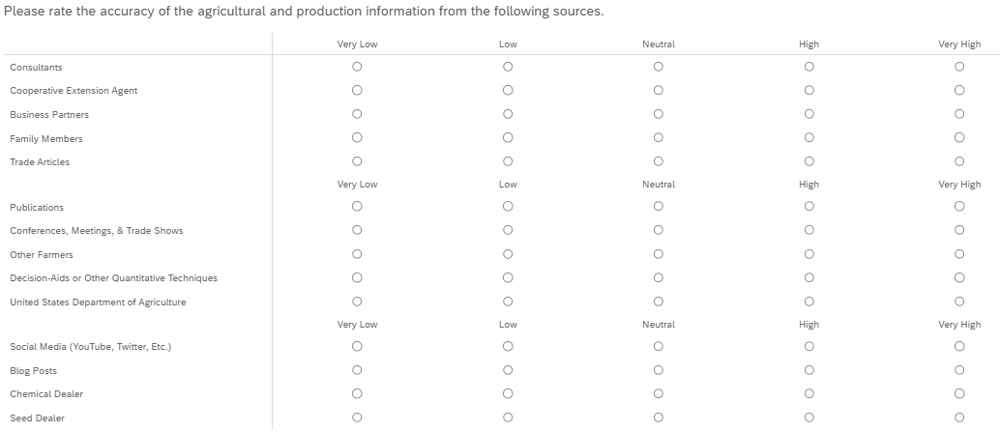 Please rate the accuracy of the agricultural and production information from the following sources.
Very Low Low Neutral High Very High
Consultants
Cooperative Extension Agent
Business Partners
Family Members
Trade Articles
Very Low Low Neutral High Very High
Publications
Conferences, Meetings, & Trade Shows
Other Farmers
Decision-Aids or Other Quantitative Techniques
United States Department of Agriculture
Very Low Low Neutral High Very High
Social Media (YouTube, Twitter, Etc.)
Blog Posts
Chemical Dealer
Seed Dealer